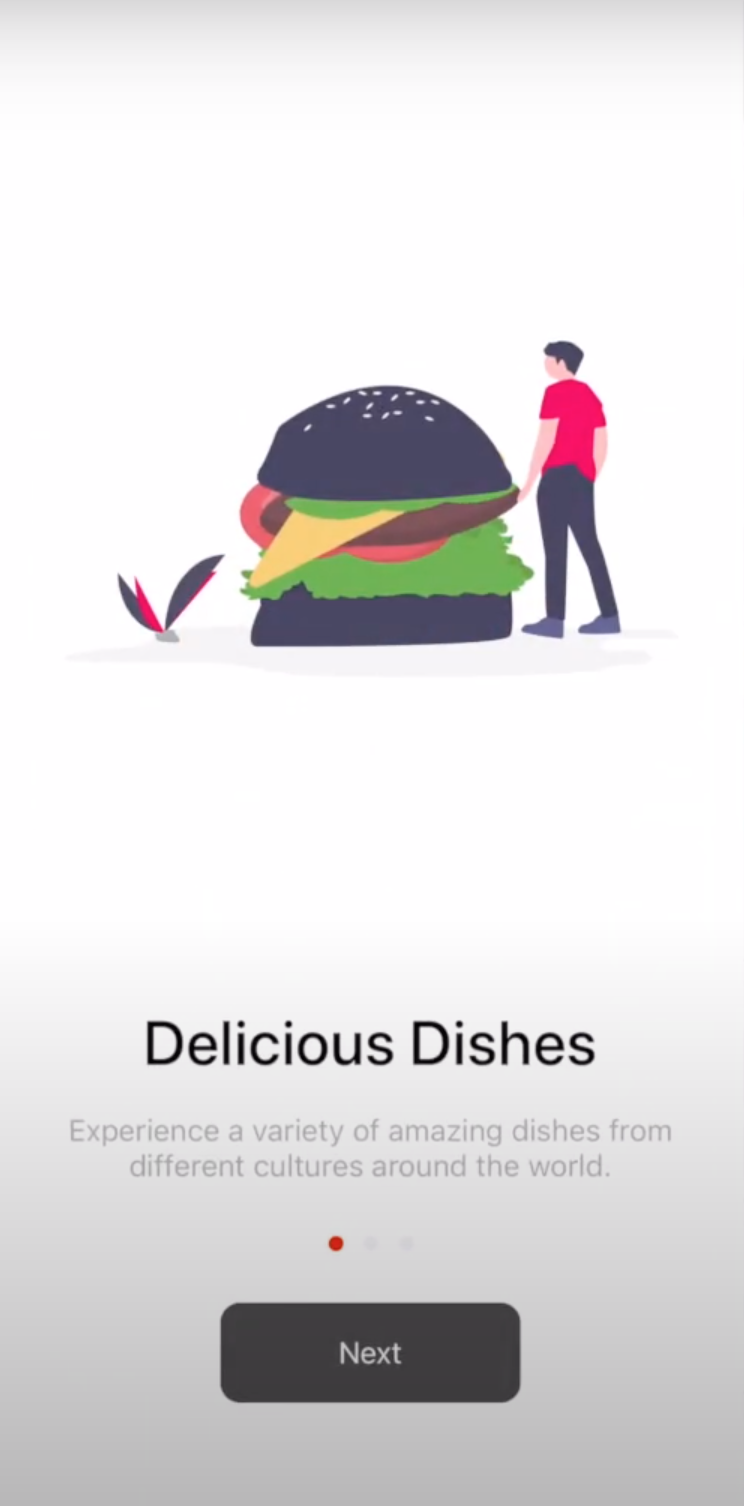 Delicious Dishes
Experience a variety of amazing dishes from
different cultures around the world.
Next